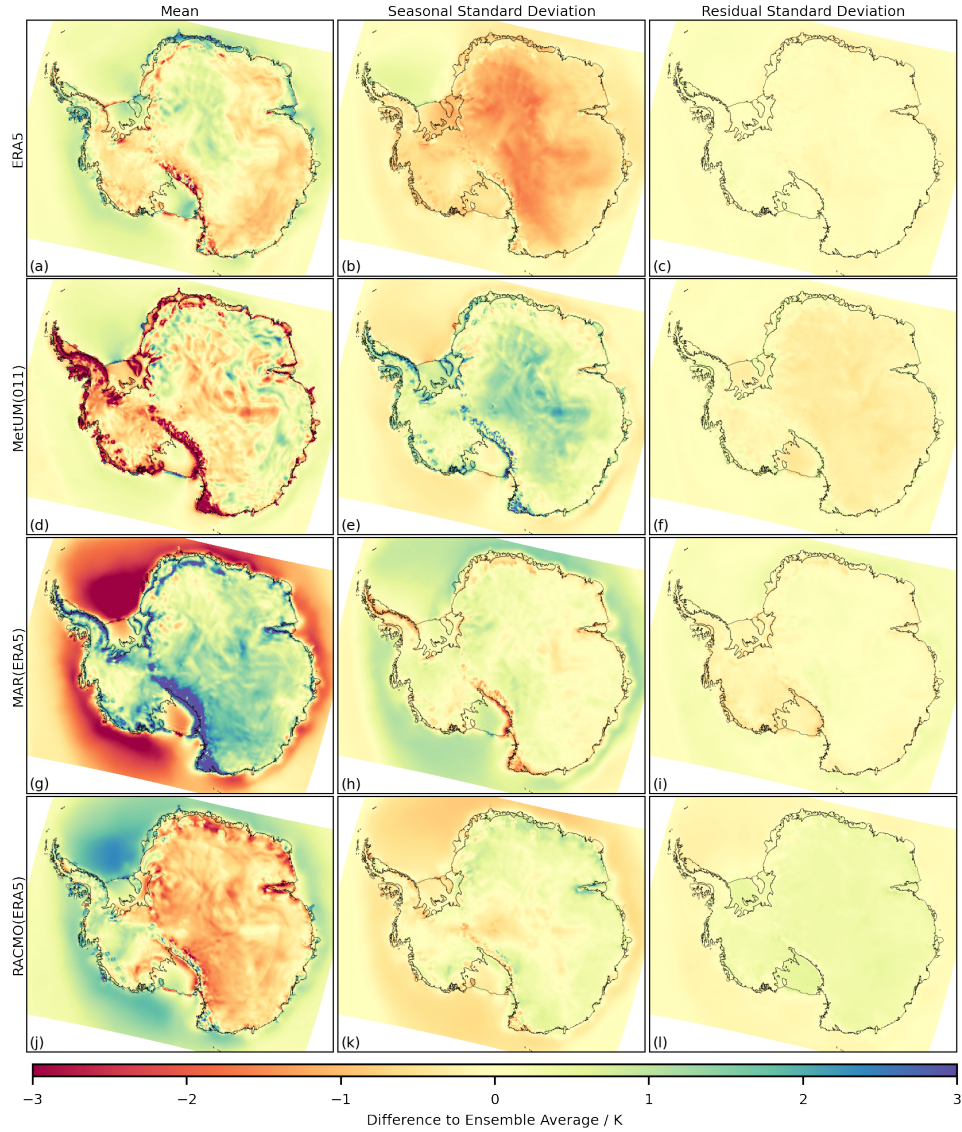 Mean Seasonal Standard Deviation Residual Standard Deviation
ERA5
(a) (b) (c)
MetUM(011)
(d) (e) (f)
MAR(ERA5)
(g) (h) (i)
RACMO(ERA5)
(j) (k) (l)
−3 −2 −1 0 1 2 3
Difference to Ensemble Average / K